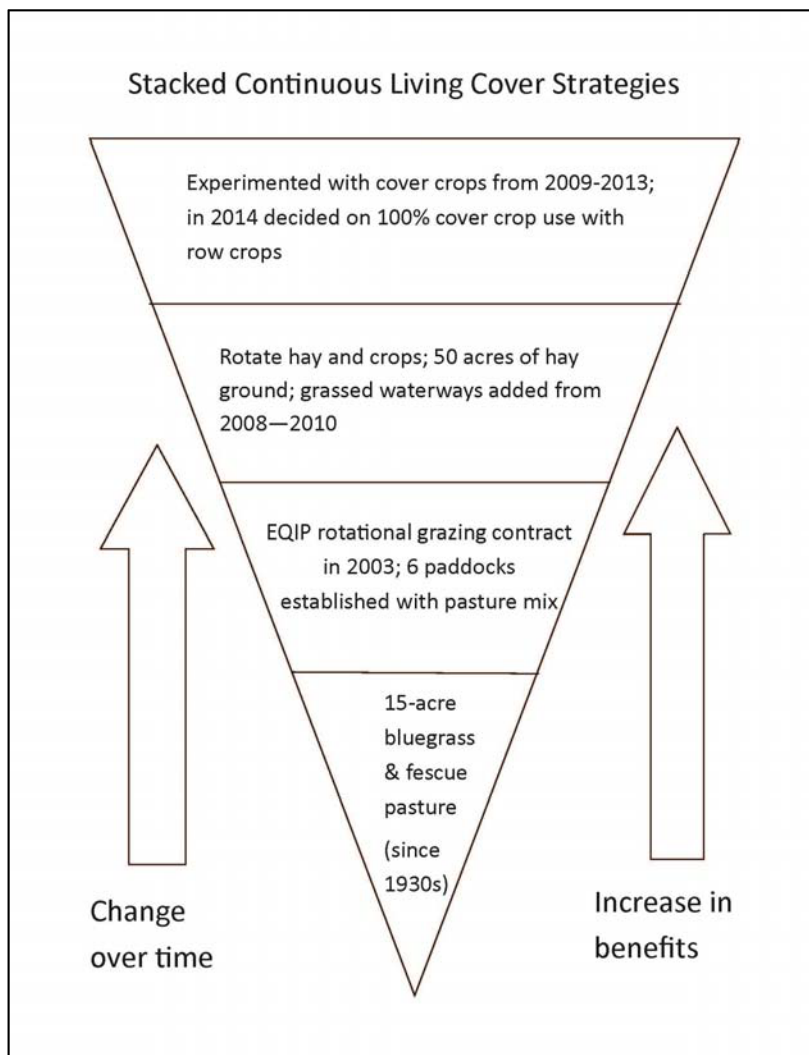 Stacked Continuous Living Cover Strategies
Experimented with cover crops from 2009-2013;
in 2014 decided on 100% cover crop use with
row crops
Rotate hay and crops; 50 acres of hay
ground; grassed waterways added from
2008—2010
EQIP rotational grazing contract
in 2003; 6 paddocks
established with pasture mix
15-acre
bluegrass
& fescue
pasture
(since
1930s)
Change
over time
Increase in
benefits